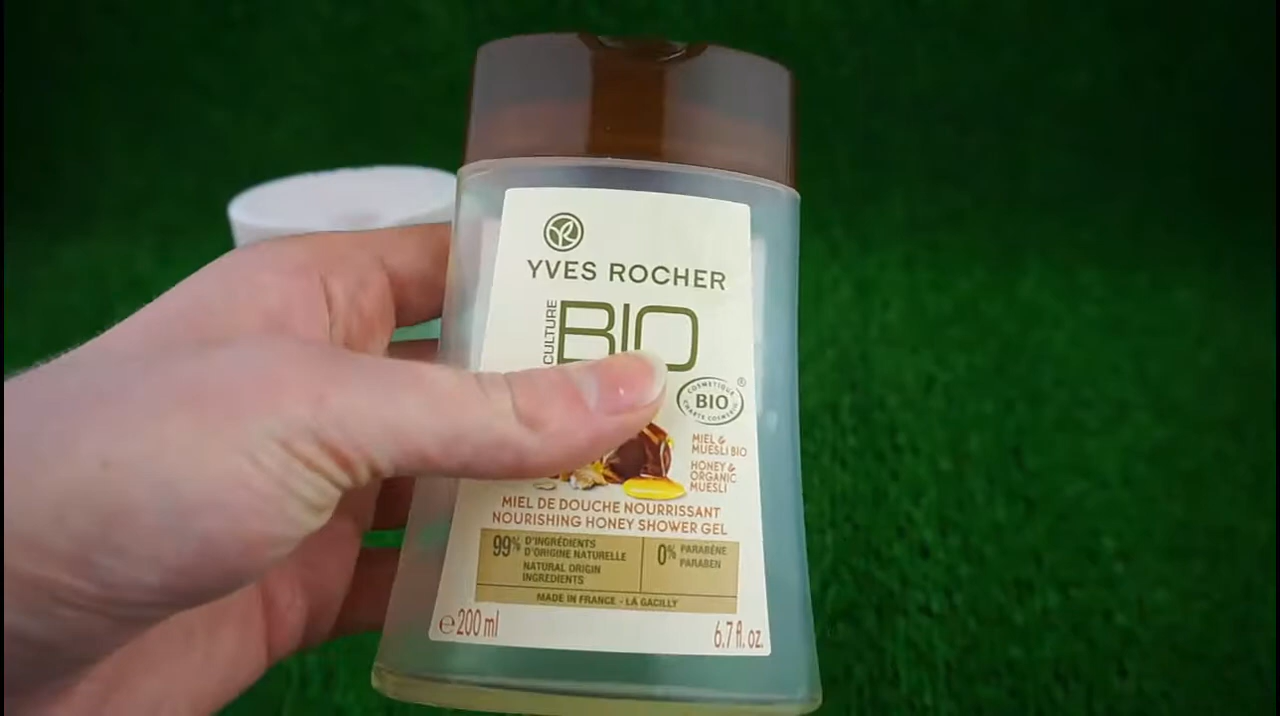 YVES ROCHER
CULTURE
BIO
COSMETIQUE
BIO
CHARTE COSMEBIO
®
MIEL &
MUESLI BIO
HONEY &
ORGANIC
MUESLI
MIEL DE DOUCHE NOURRISSANT
NOURISHING HONEY SHOWER GEL
99% D'INGRÉDIENTS
D'ORIGINE NATURELLE
NATURAL ORIGIN
INGREDIENTS
0% PARABÈNE
PARABEN
MADE IN FRANCE - LA GACILLY
e 200 ml
6.7 fl. oz.